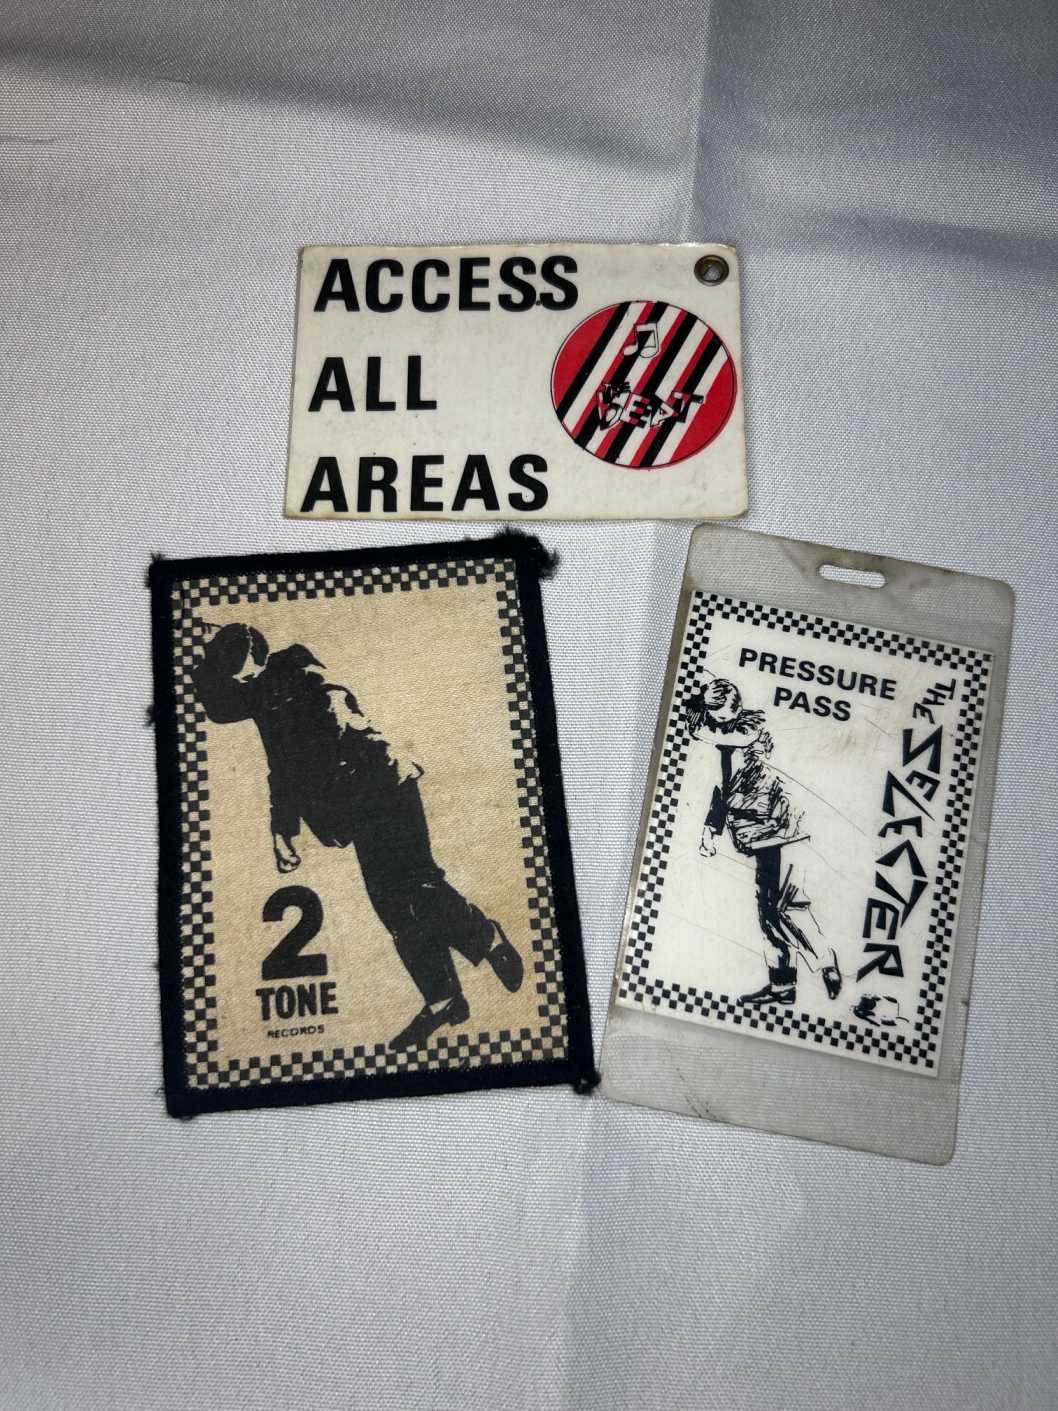 ACCESS
ALL
AREAS
THE
BEAT
2
TONE
RECORDS
PRESSURE
PASS
THE SELECTER